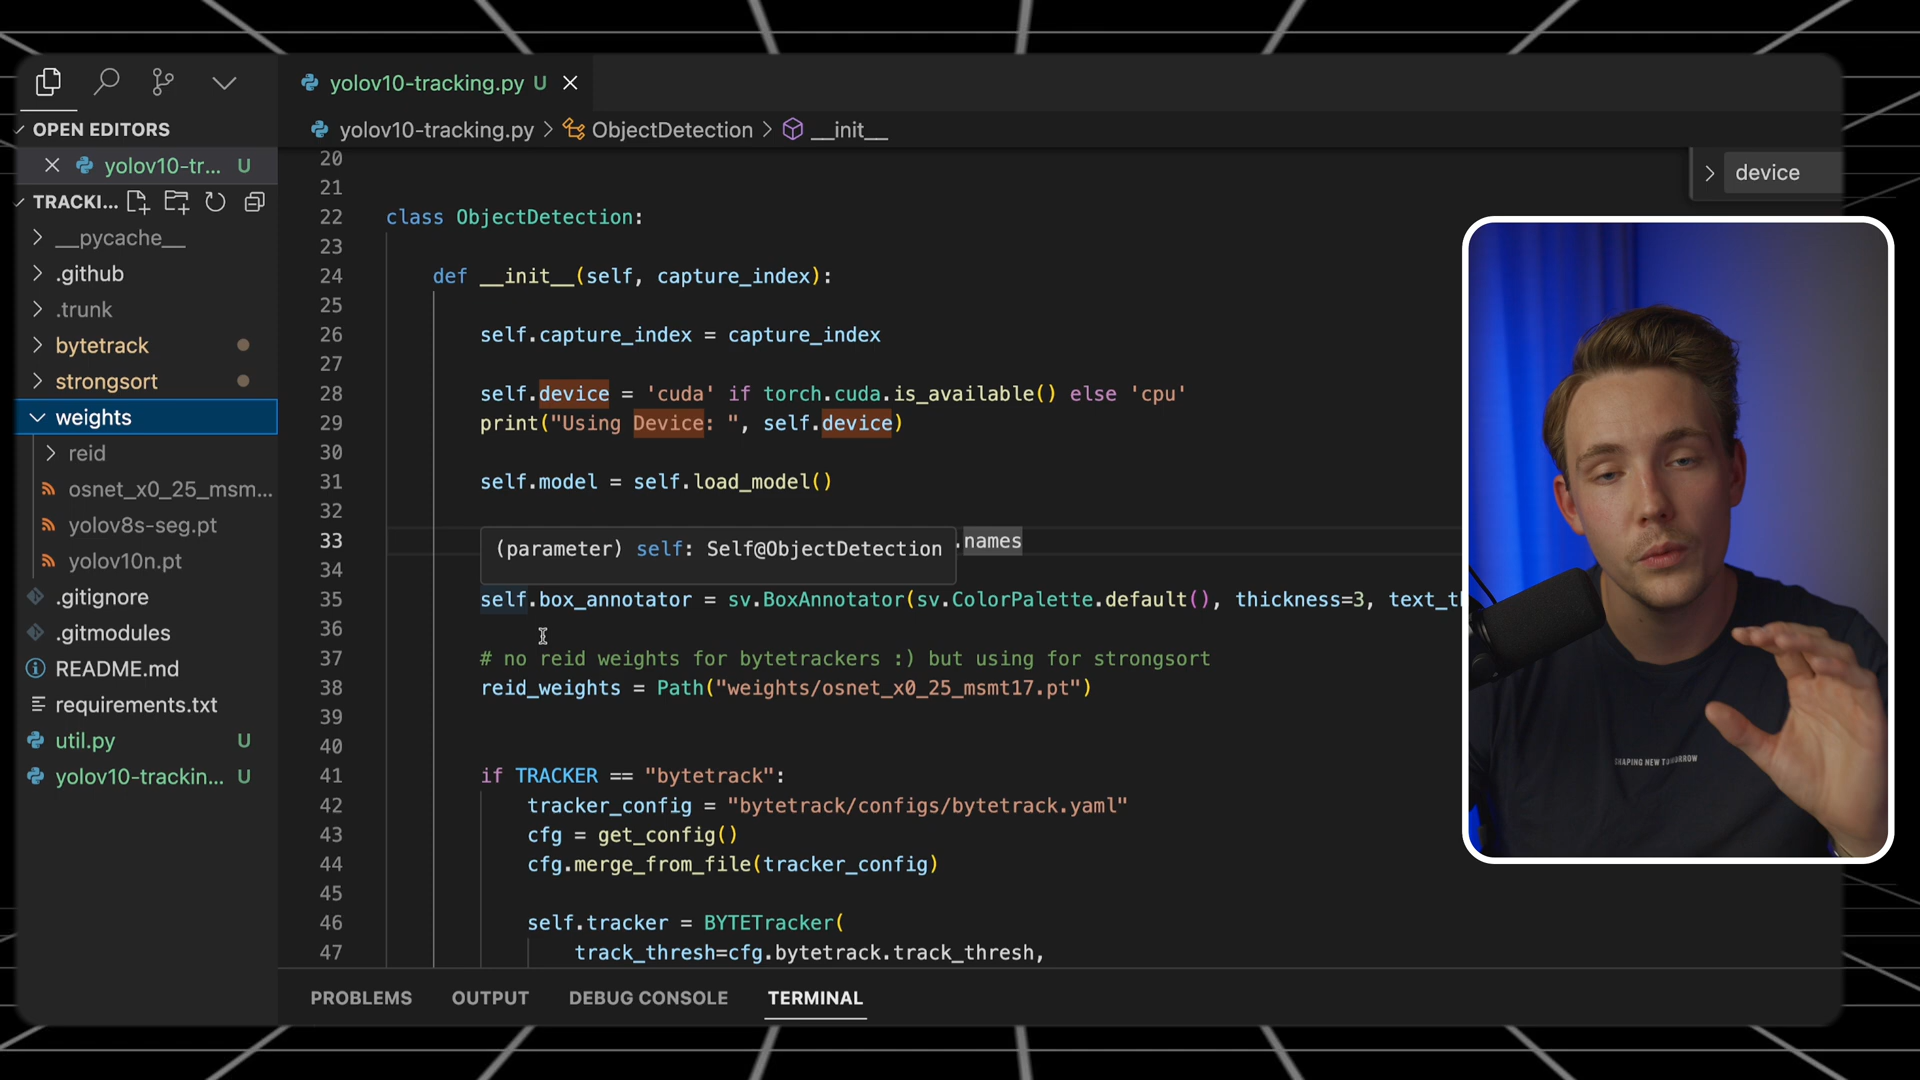 yolov10-tracking.py U
OPEN EDITORS
yolov10-tr... U
TRACKI...
__pycache__
.github
.trunk
bytetrack
strongsort
weights
reid
osnet_x0_25_msm...
yolov8s-seg.pt
yolov10n.pt
.gitignore
.gitmodules
README.md
requirements.txt
util.py U
yolov10-trackin... U
yolov10-tracking.py > ObjectDetection > __init__
device
20
21
22 class ObjectDetection:
23
24 def __init__(self, capture_index):
25
26 self.capture_index = capture_index
27
28 self.device = 'cuda' if torch.cuda.is_available() else 'cpu'
29 print("Using Device: ", self.device)
30
31 self.model = self.load_model()
32
33 .names
(parameter) self: Self@ObjectDetection
34
35 self.box_annotator = sv.BoxAnnotator(sv.ColorPalette.default(), thickness=3, text_t
36
37 # no reid weights for bytetrackers :) but using for strongsort
38 reid_weights = Path("weights/osnet_x0_25_msmt17.pt")
39
40
41 if TRACKER == "bytetrack":
42 tracker_config = "bytetrack/configs/bytetrack.yaml"
43 cfg = get_config()
44 cfg.merge_from_file(tracker_config)
45
46 self.tracker = BYTETracker(
47 track_thresh=cfg.bytetrack.track_thresh,
PROBLEMS OUTPUT DEBUG CONSOLE TERMINAL
SHAPING NEW TOMORROW